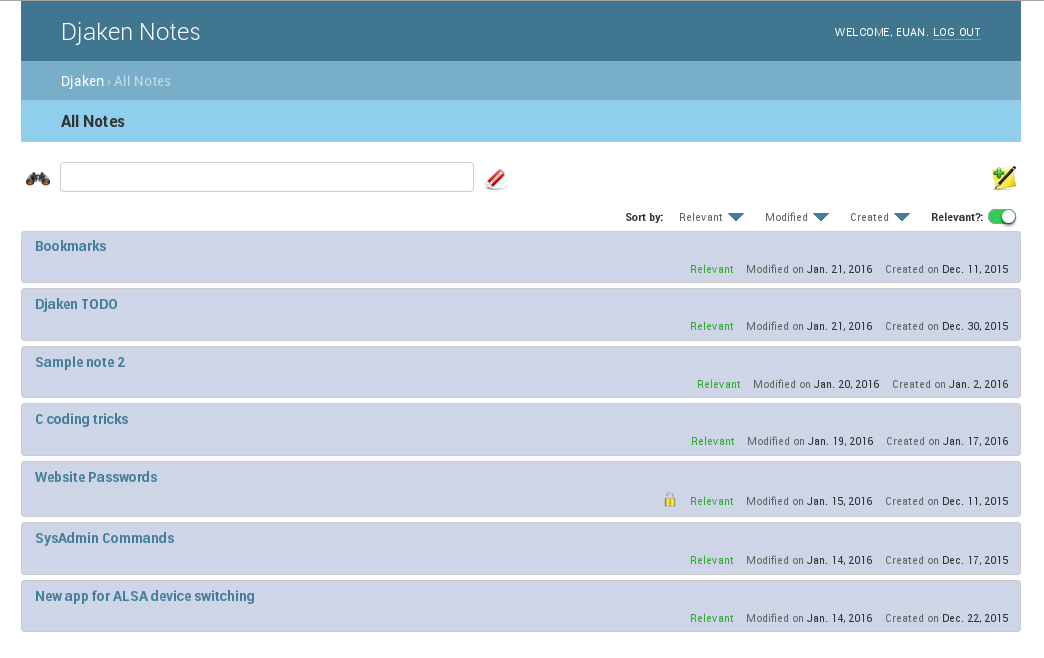 Djaken Notes
WELCOME, EUAN. LOG OUT
Djaken › All Notes
All Notes
Sort by: Relevant Modified Created Relevant?:
Bookmarks
Relevant Modified on Jan. 21, 2016 Created on Dec. 11, 2015
Djaken TODO
Relevant Modified on Jan. 21, 2016 Created on Dec. 30, 2015
Sample note 2
Relevant Modified on Jan. 20, 2016 Created on Jan. 2, 2016
C coding tricks
Relevant Modified on Jan. 19, 2016 Created on Jan. 17, 2016
Website Passwords
Relevant Modified on Jan. 15, 2016 Created on Dec. 11, 2015
SysAdmin Commands
Relevant Modified on Jan. 14, 2016 Created on Dec. 17, 2015
New app for ALSA device switching
Relevant Modified on Jan. 14, 2016 Created on Dec. 22, 2015